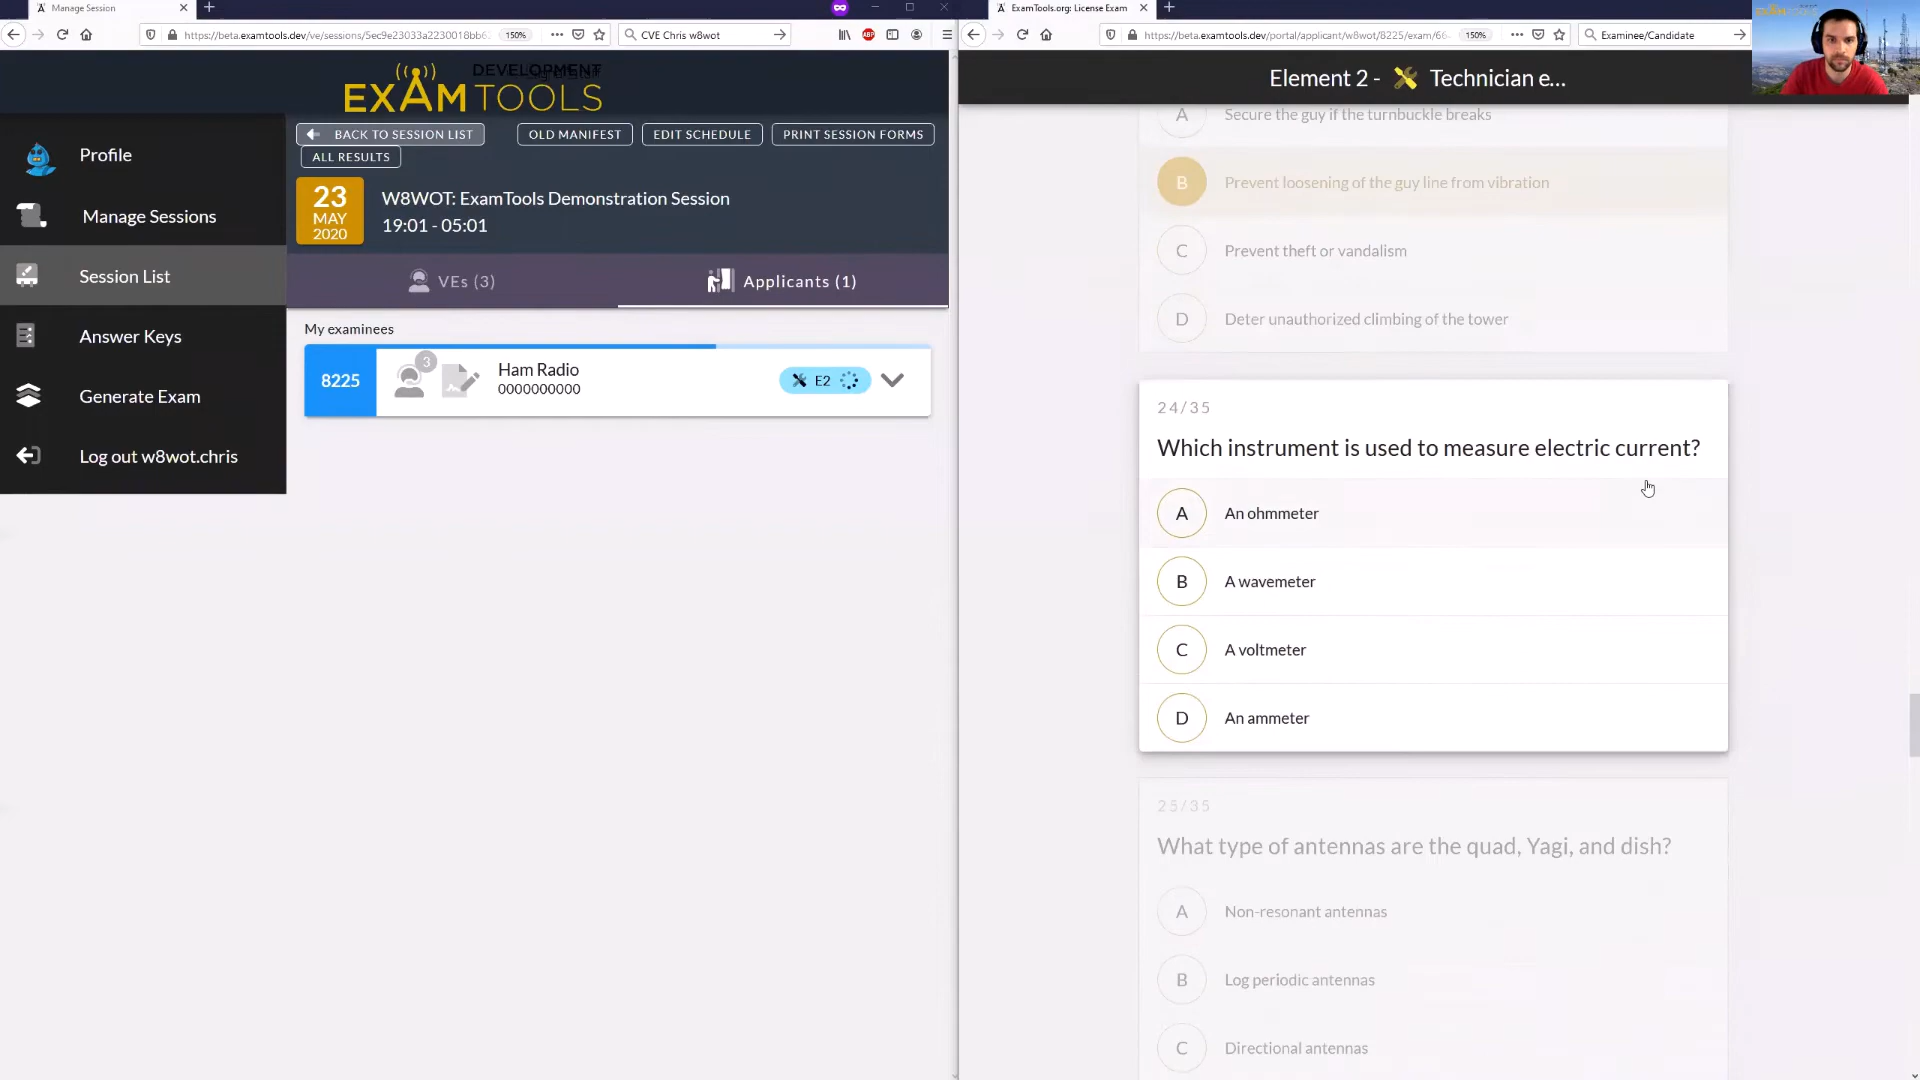 Manage Session
https://beta.examtools.dev/ve/sessions/5ec9e23033a2230018bb6
150%
CVE Chris w8wot
DEVELOPMENT
EXAMTOOLS
BACK TO SESSION LIST
OLD MANIFEST
EDIT SCHEDULE
PRINT SESSION FORMS
ALL RESULTS
Profile
Manage Sessions
Session List
Answer Keys
Generate Exam
Log out w8wot.chris
23
MAY
2020
W8WOT: ExamTools Demonstration Session
19:01 - 05:01
VEs (3)
Applicants (1)
My examinees
8225
3
Ham Radio
0000000000
E2
ExamTools.org: License Exam
https://beta.examtools.dev/portal/applicant/w8wot/8225/exam/66
150%
Examinee/Candidate
Element 2 - Technician e...
A Secure the guy if the turnbuckle breaks
B Prevent loosening of the guy line from vibration
C Prevent theft or vandalism
D Deter unauthorized climbing of the tower
24/35
Which instrument is used to measure electric current?
A An ohmmeter
B A wavemeter
C A voltmeter
D An ammeter
25/35
What type of antennas are the quad, Yagi, and dish?
A Non-resonant antennas
B Log periodic antennas
C Directional antennas